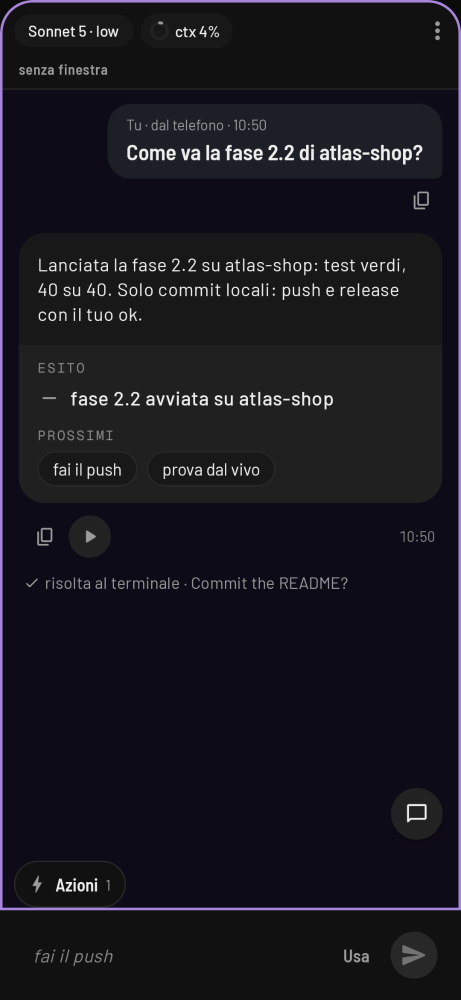 Sonnet 5 · low
ctx 4%
senza finestra
Tu · dal telefono · 10:50
Come va la fase 2.2 di atlas-shop?
Lanciata la fase 2.2 su atlas-shop: test verdi,
40 su 40. Solo commit locali: push e release
con il tuo ok.
ESITO
— fase 2.2 avviata su atlas-shop
PROSSIMI
fai il push
prova dal vivo
10:50
✓ risolta al terminale · Commit the README?
Azioni 1
fai il push
Usa